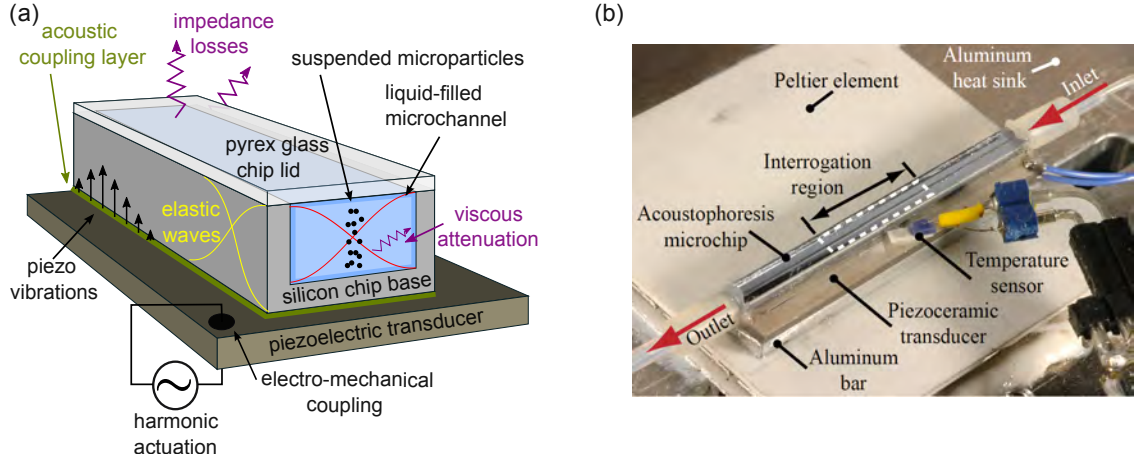 (a)
acoustic
coupling layer
impedance
losses
suspended microparticles
liquid-filled
microchannel
pyrex glass
chip lid
elastic
waves
viscous
attenuation
piezo
vibrations
silicon chip base
piezoelectric transducer
electro-mechanical
coupling
harmonic
actuation
(b)
Peltier element
Aluminum
heat sink
Inlet
Interrogation
region
Acoustophoresis
microchip
Temperature
sensor
Piezoceramic
transducer
Outlet
Aluminum
bar